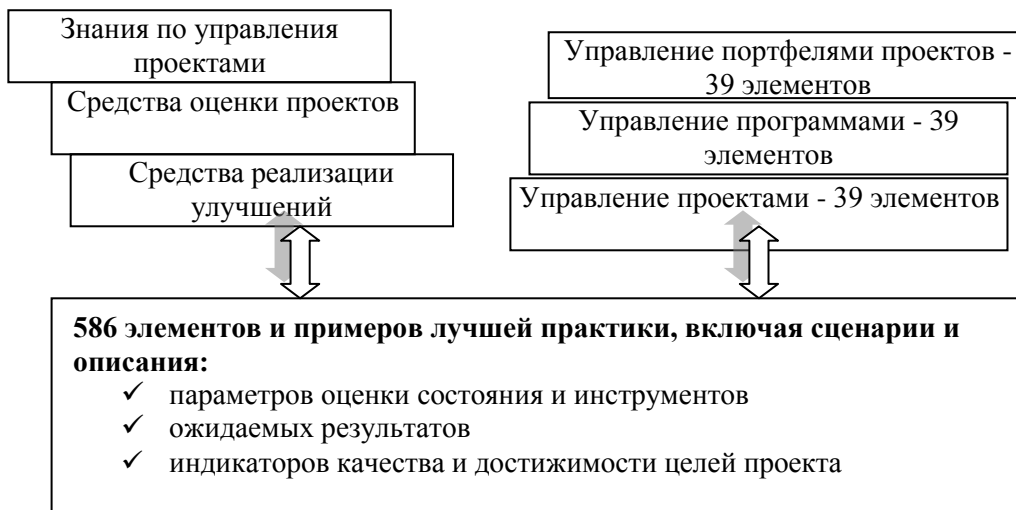 Знания по управления
проектами
Средства оценки проектов
Средства реализации
улучшений
Управление портфелями проектов -
39 элементов
Управление программами - 39
элементов
Управление проектами - 39 элементов
586 элементов и примеров лучшей практики, включая сценарии и
описания:
✓ параметров оценки состояния и инструментов
✓ ожидаемых результатов
✓ индикаторов качества и достижимости целей проекта